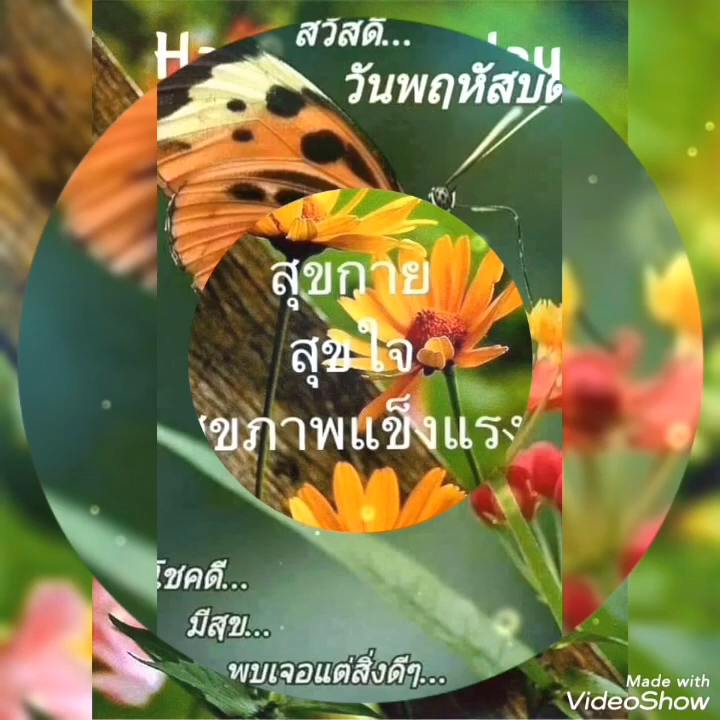 สวัสดี...
วันพฤหัสบดี
สุขกาย
สุขใจ
สุขภาพแข็งแรง
โชคดี...
มีสุข...
พบเจอแต่สิ่งดีๆ...
Made with
VideoShow